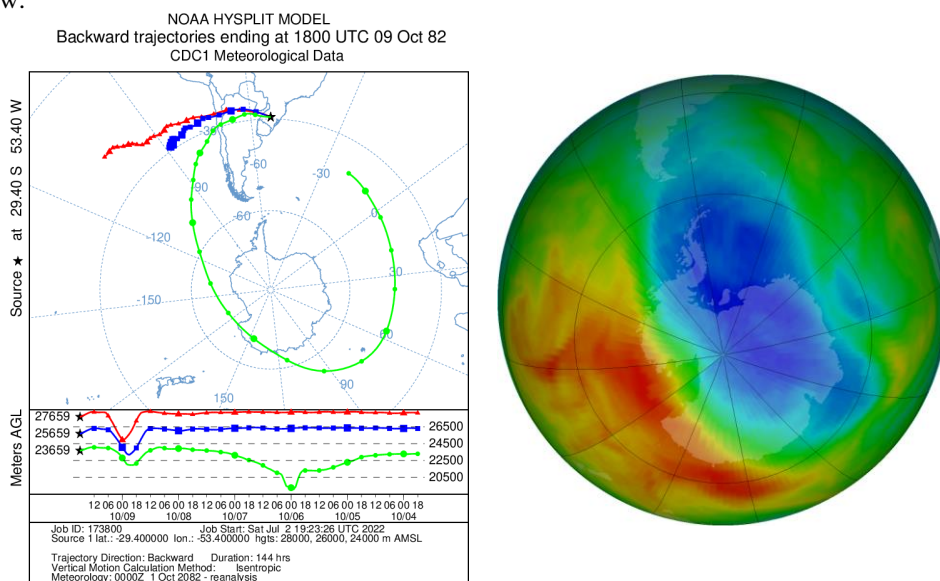 w.
NOAA HYSPLIT MODEL
Backward trajectories ending at 1800 UTC 09 Oct 82
CDC1 Meteorological Data
Source ★ at 29.40 S 53.40 W
-30
-60
-30
-90
-60
0
-120
30
-150
60
90
150
Meters AGL
27659
25659
23659
26500
24500
22500
20500
12 06 00 18 12 06 00 18 12 06 00 18 12 06 00 18 12 06 00 18 12 06 00 18
10/09 10/08 10/07 10/06 10/05 10/04
Job ID: 173800 Job Start: Sat Jul 2 19:23:26 UTC 2022
Source 1 lat.: -29.400000 lon.: -53.400000 hgts: 28000, 26000, 24000 m AMSL
Trajectory Direction: Backward Duration: 144 hrs
Vertical Motion Calculation Method: Isentropic
Meteorology: 0000Z 1 Oct 2082 - reanalysis